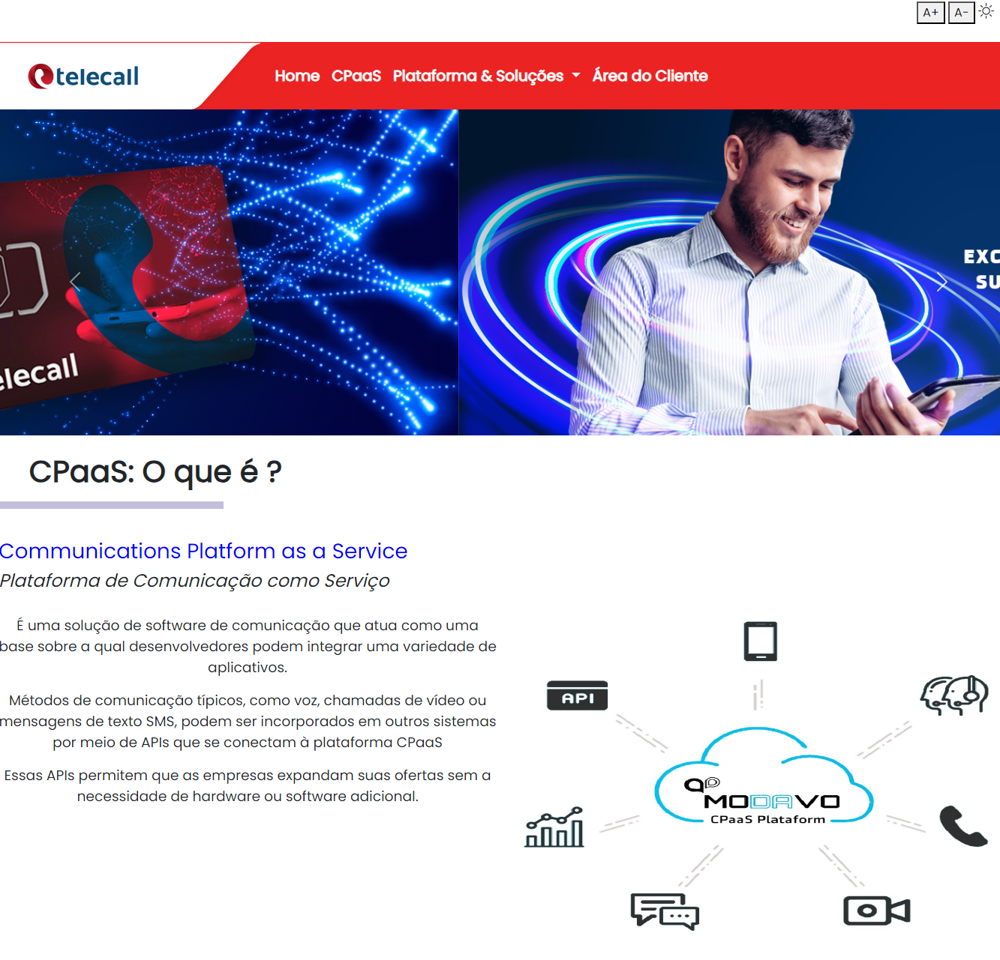 A+ A-
telecall
Home CPaaS Plataforma & Soluções Área do Cliente
elecall
EXC
SU
CPaaS: O que é ?
Communications Platform as a Service
Plataforma de Comunicação como Serviço
É uma solução de software de comunicação que atua como uma
base sobre a qual desenvolvedores podem integrar uma variedade de
aplicativos.
Métodos de comunicação típicos, como voz, chamadas de vídeo ou
mensagens de texto SMS, podem ser incorporados em outros sistemas
por meio de APIs que se conectam à plataforma CPaaS
Essas APIs permitem que as empresas expandam suas ofertas sem a
necessidade de hardware ou software adicional.
API
MODAVO
CPaaS Plataform